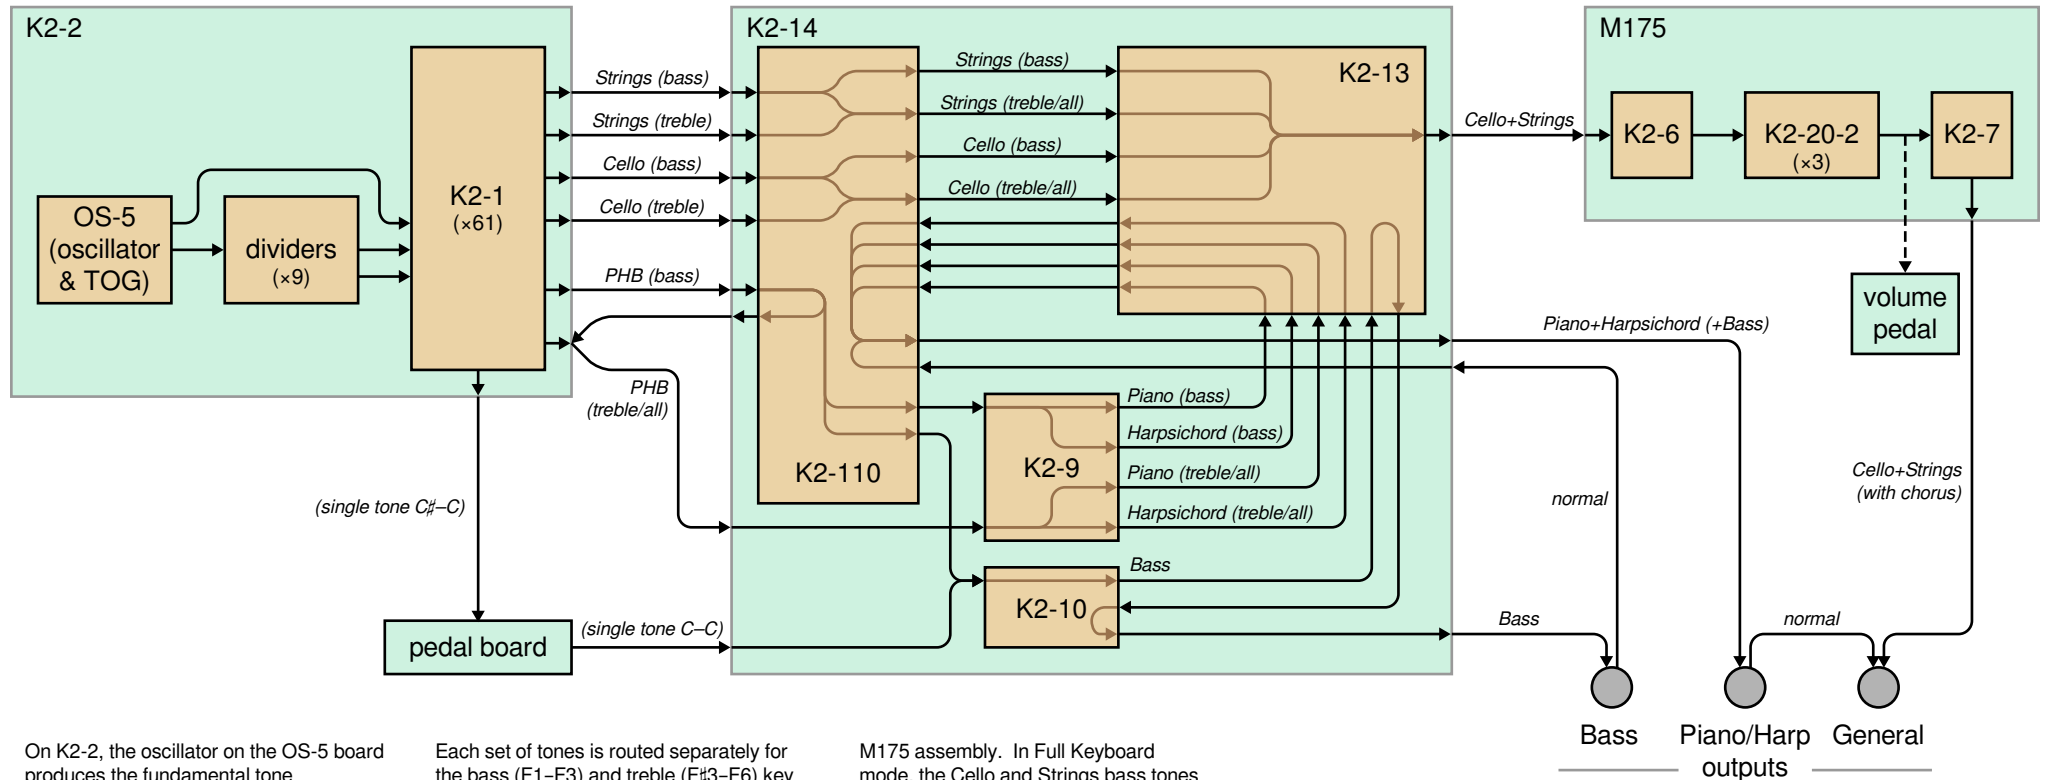 K2-2
K2-14
M175
OS-5
(oscillator
& TOG)
dividers
(×9)
K2-1
(×61)
Strings (bass)
Strings (treble)
Cello (bass)
Cello (treble)
PHB (bass)
PHB
(treble/all)
(single tone C♯–C)
pedal board
(single tone C–C)
K2-110
Strings (bass)
Strings (treble/all)
Cello (bass)
Cello (treble/all)
K2-13
K2-9
Piano (bass)
Harpsichord (bass)
Piano (treble/all)
Harpsichord (treble/all)
K2-10
Bass
Cello+Strings
K2-6
K2-20-2
(×3)
K2-7
volume
pedal
Piano+Harpsichord (+Bass)
normal
Cello+Strings
(with chorus)
Bass
normal
Bass
Piano/Harp
General
outputs
On K2-2, the oscillator on the OS-5 board
produces the fundamental tone
Each set of tones is routed separately for
the bass (F1–F3) and treble (F♯3–F6) key
M175 assembly. In Full Keyboard
mode, the Cello and Strings bass tones